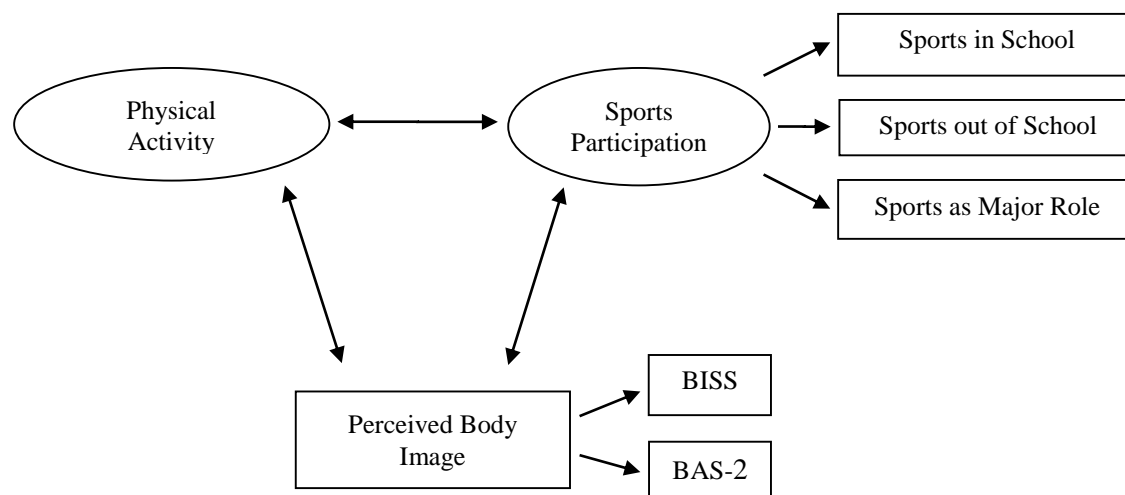 Physical
Activity
Sports
Participation
Sports in School
Sports out of School
Sports as Major Role
Perceived Body
Image
BISS
BAS-2